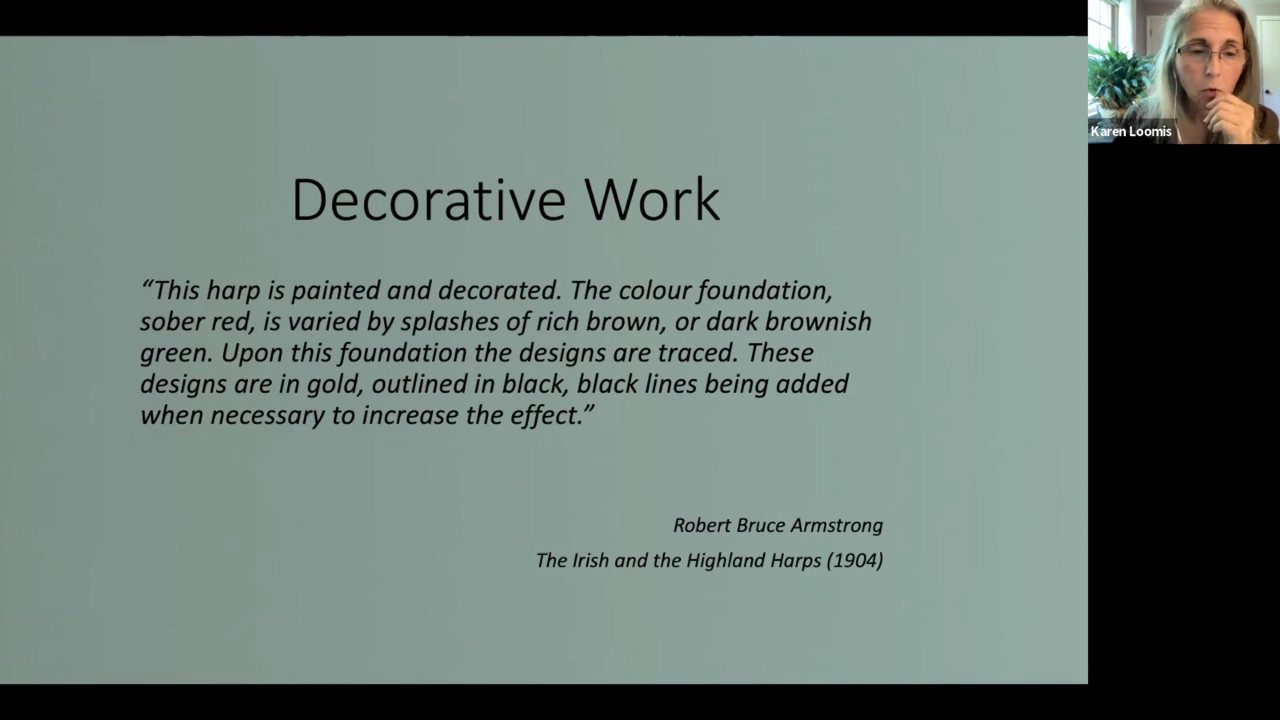 Decorative Work
“This harp is painted and decorated. The colour foundation,
sober red, is varied by splashes of rich brown, or dark brownish
green. Upon this foundation the designs are traced. These
designs are in gold, outlined in black, black lines being added
when necessary to increase the effect.”
Robert Bruce Armstrong
The Irish and the Highland Harps (1904)
Karen Loomis